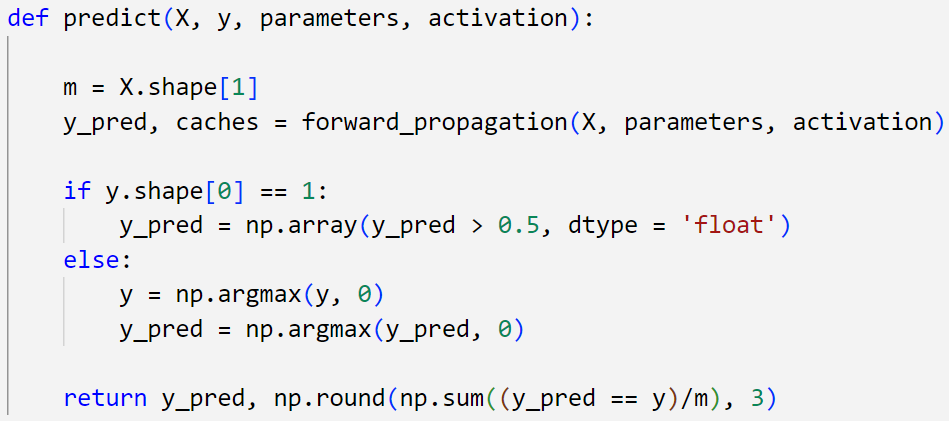 def predict(X, y, parameters, activation):
m = X.shape[1]
y_pred, caches = forward_propagation(X, parameters, activation)
if y.shape[0] == 1:
y_pred = np.array(y_pred > 0.5, dtype = 'float')
else:
y = np.argmax(y, 0)
y_pred = np.argmax(y_pred, 0)
return y_pred, np.round(np.sum((y_pred == y)/m), 3)